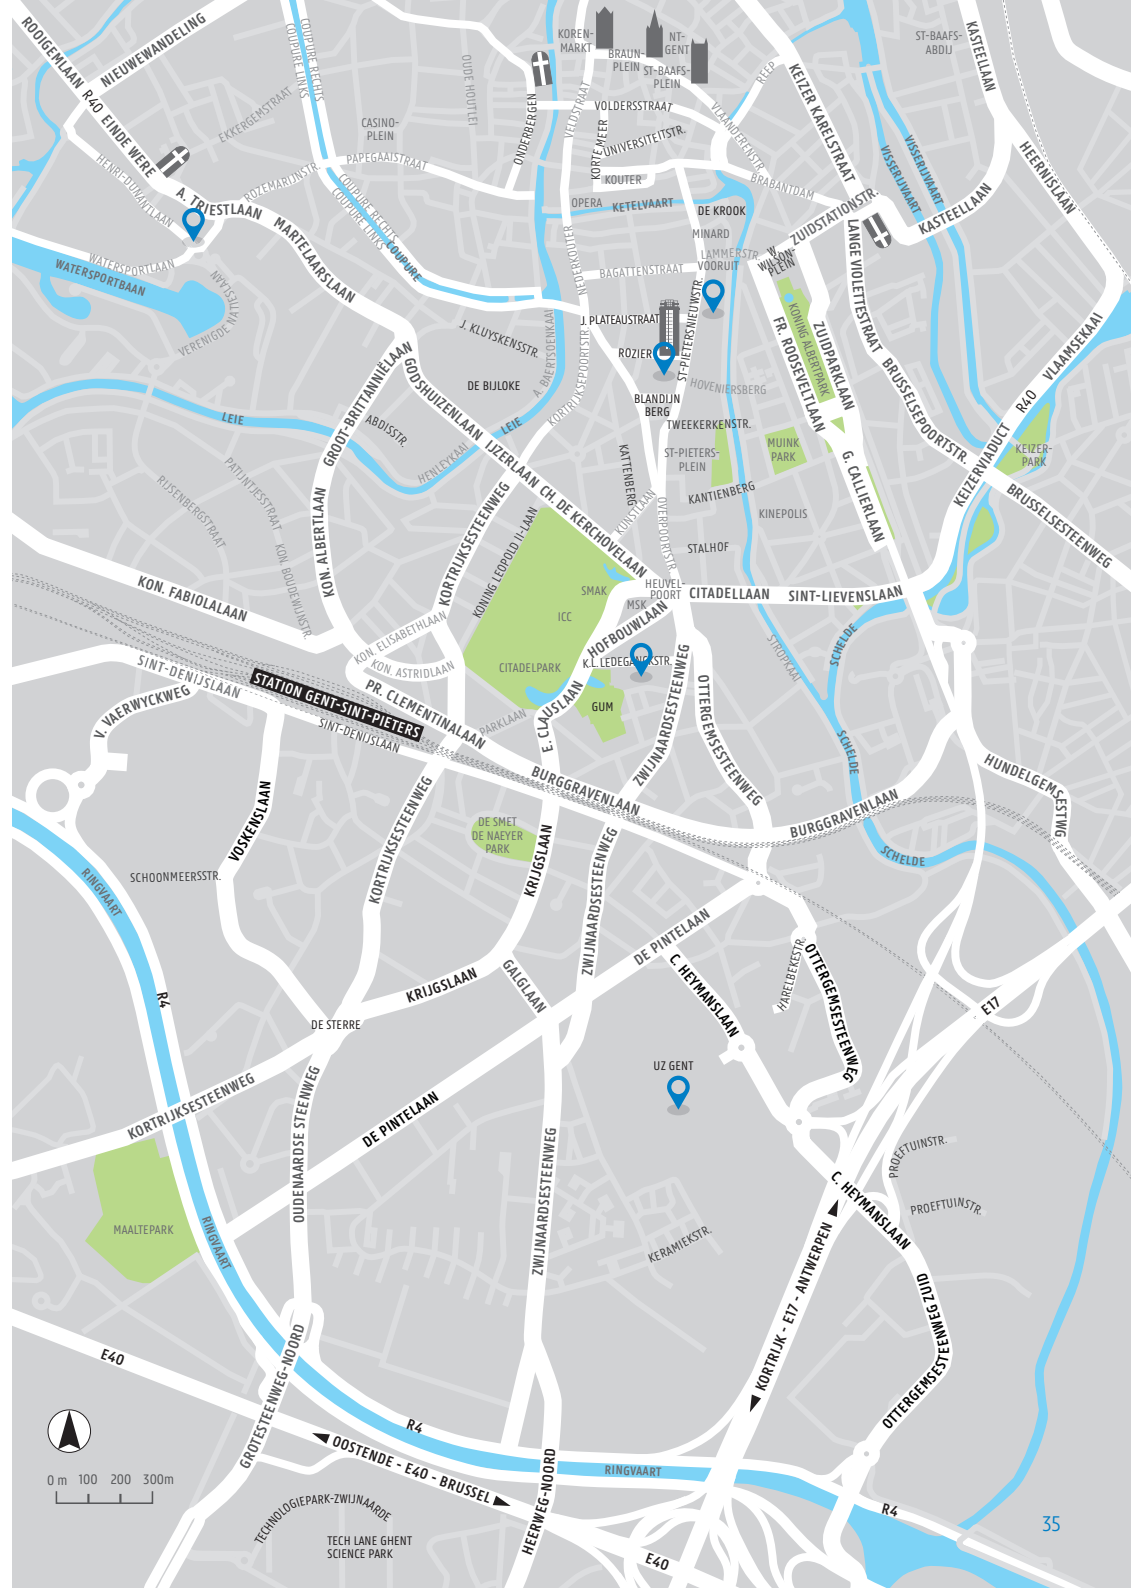 ROOIGEMLAAN
R40
EINDE WERE
NIEUWEWANDELING
COUPURE RECHTS
COUPURE LINKS
EKKERGEMSTRAAT
HENRI DUNANTLAAN
ROZEMARIJNSTR.
A. TRIESTLAAN
CASINO-
PLEIN
PAPEGAAISTRAAT
OUDE HOUTLEI
ONDERBERGEN
KOREN-
MARKT
NT-
GENT
BRAUN-
PLEIN
ST-BAAFS-
PLEIN
VELDSTRAAT
VOLDERSSTRAAT
KORTE MEER
UNIVERSITEITSTR.
VLAANDERENSTR.
REEP
KEIZER KARELSTRAAT
ST-BAAFS-
ABDIJ
KASTEELLAAN
VISSERIJVAART
VISSERIJVAART
HEERNISLAAN
KOUTER
BRABANTDAM
OPERA
KETELVAART
DE KROOK
MINARD
LAMMERSTR.
VOORUIT
W.
WILSON-
PLEIN
ZUIDSTATIONSTR.
KASTEELLAAN
LANGE VIOLETTESTRAAT
MARTELAARSLAAN
COUPURE RECHTS
COUPURE LINKS
COUPURE
WATERSPORTLAAN
WATERSPORTBAAN
VERENIGDE NATIESLAAN
NEDERKOUTER
BAGATTENSTRAAT
J. KLUYSKENSSTR.
A. BAERTSOENKAAI
J. PLATEAUSTRAAT
ST-PIETERSNIEUWSTR.
ROZIER
KORTRIJKSEPOORTSTR.
HOVENIERSBERG
BLANDIJN
BERG
FR. ROOSEVELTLAAN
KONING ALBERTPARK
ZUIDPARKLAAN
BRUSSELSEPOORTSTR.
VLAAMSEKAAI
R40
KEIZERVIADUCT
KEIZER-
PARK
BRUSSELSESTEENWEG
DE BIJLOKE
GODSHUIZENLAAN
GROOT-BRITTANNIËLAAN
LEIE
ABDISSTR.
LEIE
HENLEYKAAI
IJZERLAAN
TWEEKERKENSTR.
ST-PIETERS-
PLEIN
MUINK
PARK
G. CALLIERLAAN
KATTENBERG
KANTIENBERG
KUNSTLAAN
OVERPOORTSTR.
KINEPOLIS
STALHOF
PATIJNTJESTRAAT
RIJSENBERGSTRAAT
KON. BOUDEWIJNSTR.
KON. ALBERTLAAN
KORTRIJKSESTEENWEG
KONING LEOPOLD II-LAAN
CH. DE KERCHOVELAAN
SMAK
ICC
MSK
HEUVEL-
POORT
CITADELLAAN
SINT-LIEVENSLAAN
KON. FABIOLALAAN
KON. ELISABETHLAAN
KON. ASTRIDLAAN
CITADELPARK
HOFBOUWLAAN
K.L. LEDEGANCKSTR.
GUM
STROPKAAI
SCHELDE
SINT-DENIJSLAAN
V. VAERWYCKWEG
STATION GENT-SINT-PIETERS
SINT-DENIJSLAAN
PR. CLEMENTINALAAN
PARKLAAN
E. CLAUSLAAN
ZWIJNAARDSESTEENWEG
OTTERGEMSESTEENWEG
SCHELDE
HUNDELGEMSESTWG
BURGGRAVENLAAN
BURGGRAVENLAAN
SCHELDE
VOSKENSLAAN
KORTRIJKSESTEENWEG
DE SMET
DE NAEYER
PARK
KRIJGSLAAN
ZWIJNAARDSESTEENWEG
SCHOONMEERSSTR.
RINGVAART
R4
DE PINTELAAN
C. HEYMANSLAAN
HARELBEKESTR.
OTTERGEMSESTEENWEG
E17
KRIJGSLAAN
GALGLAAN
DE STERRE
UZ GENT
KORTRIJKSESTEENWEG
OUDENAARDSE STEENWEG
DE PINTELAAN
ZWIJNAARDSESTEENWEG
PROEFTUINSTR.
PROEFTUINSTR.
C. HEYMANSLAAN
MAALTEPARK
RINGVAART
KERAMIEKSTR.
KORTRIJK - E17 - ANTWERPEN
OTTERGEMSESTEENWEG ZUID
E40
GROTESTEENWEG-NOORD
R4
OOSTENDE - E40 - BRUSSEL
HEERWEG-NOORD
RINGVAART
R4
0 m 100 200 300m
TECHNOLOGIEPARK-ZWIJNAARDE
TECH LANE GHENT
SCIENCE PARK
E40
35